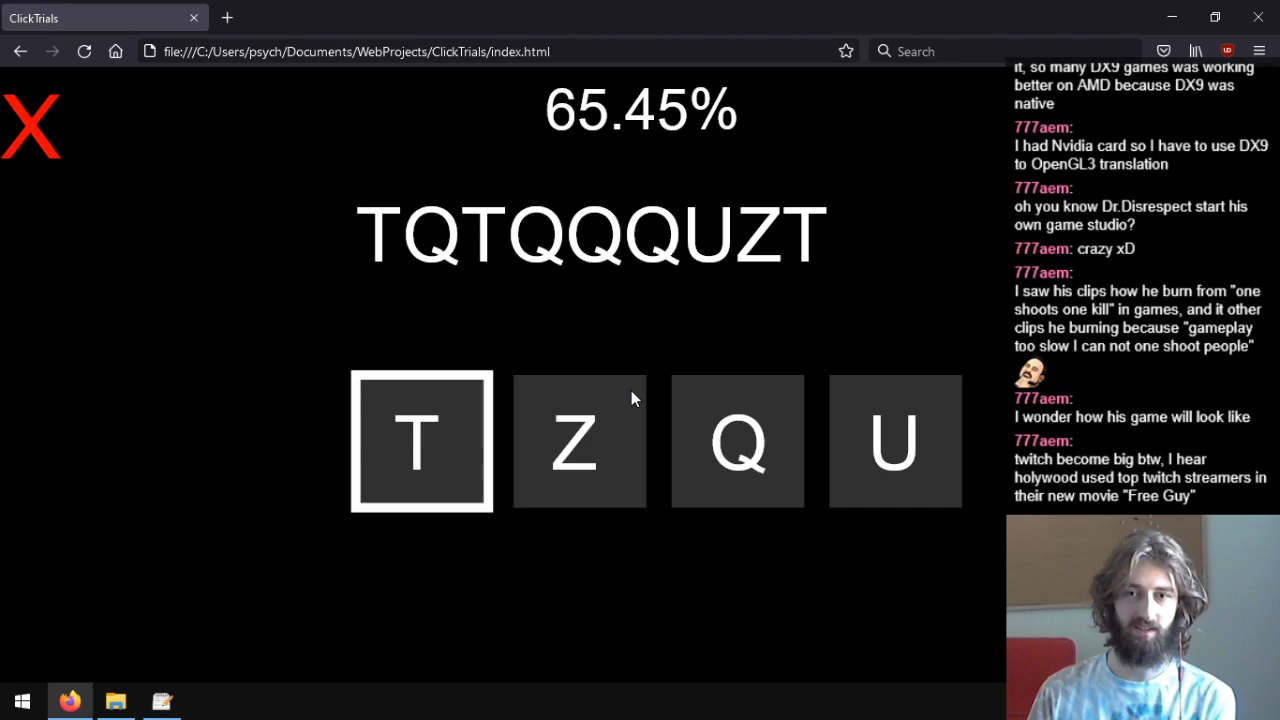 ClickTrials
file:///C:/Users/psych/Documents/WebProjects/ClickTrials/index.html
Search
X
65.45%
TQTQQQUZT
T
Z
Q
U
it, so many DX9 games was working
better on AMD because DX9 was
native
777aem:
I had Nvidia card so I have to use DX9
to OpenGL3 translation
777aem:
oh you know Dr.Disrespect start his
own game studio?
777aem: crazy xD
777aem:
I saw his clips how he burn from "one
shoots one kill" in games, and it other
clips he burning because "gameplay
too slow I can not one shoot people"
777aem:
I wonder how his game will look like
777aem:
twitch become big btw, I hear
holywood used top twitch streamers in
their new movie "Free Guy"